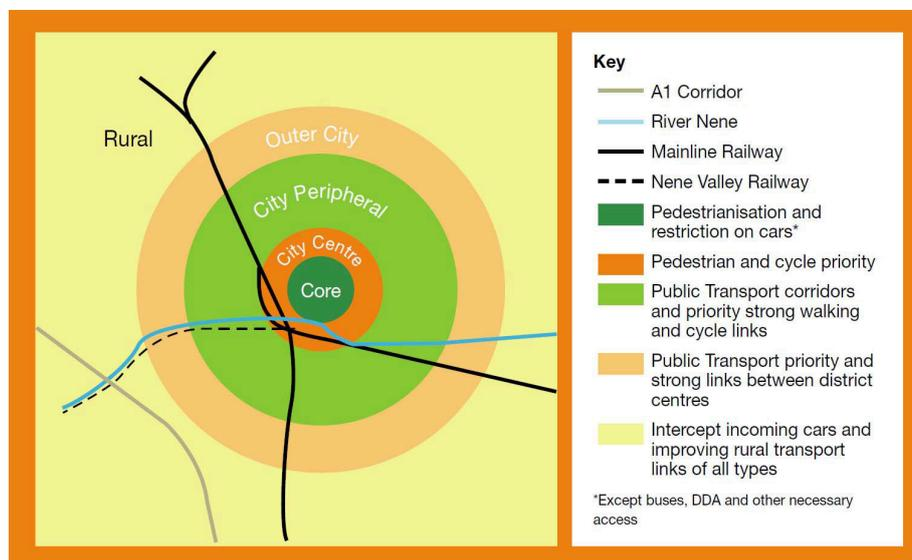 Rural
Outer City
City Peripheral
City Centre
Core
Key
A1 Corridor
River Nene
Mainline Railway
Nene Valley Railway
Pedestrianisation and
restriction on cars*
Pedestrian and cycle priority
Public Transport corridors
and priority strong walking
and cycle links
Public Transport priority and
strong links between district
centres
Intercept incoming cars and
improving rural transport
links of all types
*Except buses, DDA and other necessary
access